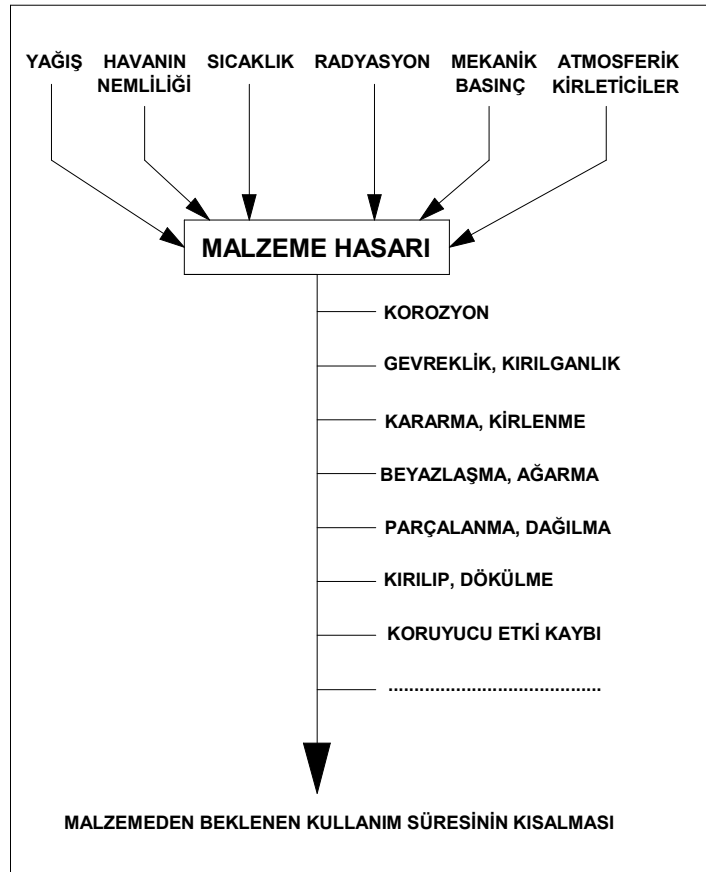 YAĞIŞ HAVANIN SICAKLIK RADYASYON MEKANİK ATMOSFERİK
NEMLİLİĞİ BASINÇ KİRLETİCİLER
MALZEME HASARI
KOROZYON
GEVREKLİK, KIRILGANLIK
KARARMA, KİRLENME
BEYAZLAŞMA, AĞARMA
PARÇALANMA, DAĞILMA
KIRILIP, DÖKÜLME
KORUYUCU ETKİ KAYBI
.........................................
MALZEMEDEN BEKLENEN KULLANIM SÜRESİNİN KISALMASI